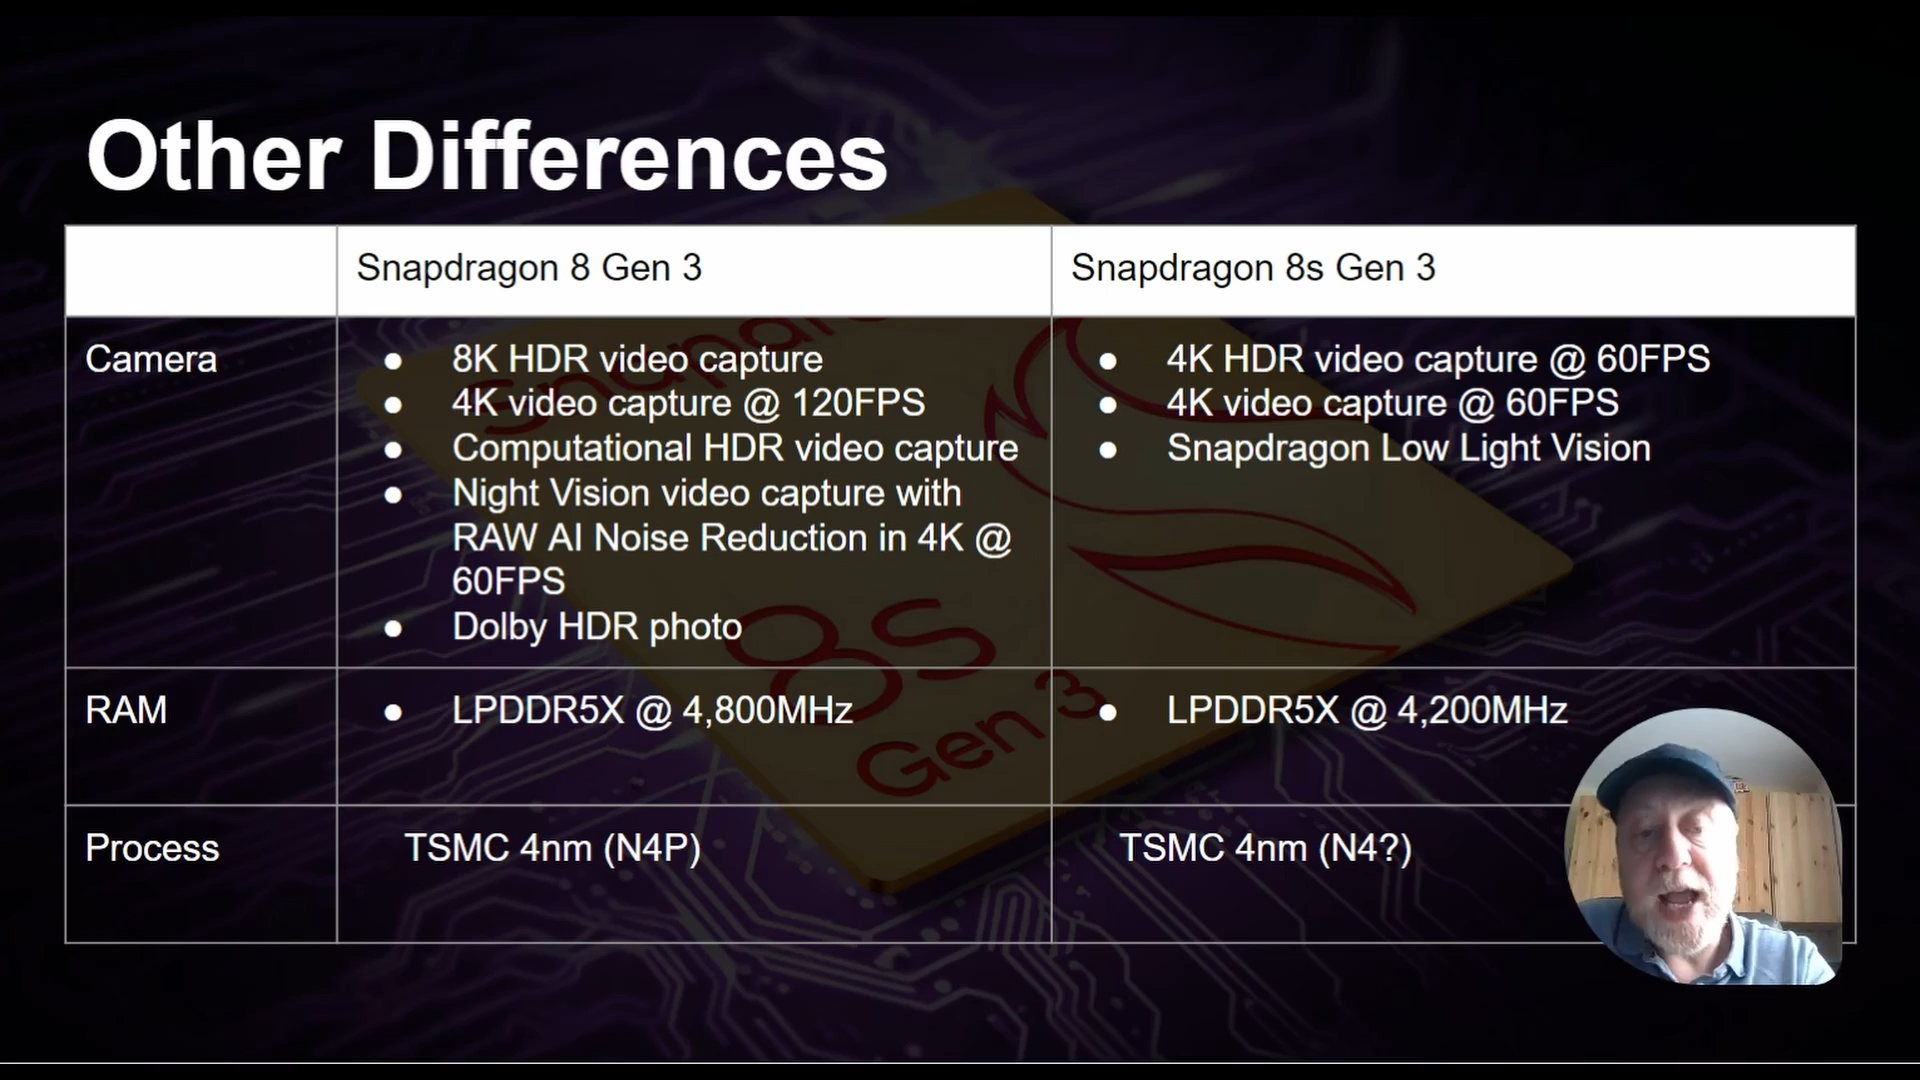 Other Differences
Snapdragon 8 Gen 3
Snapdragon 8s Gen 3
Camera
● 8K HDR video capture
● 4K video capture @ 120FPS
● Computational HDR video capture
● Night Vision video capture with
RAW AI Noise Reduction in 4K @
60FPS
● Dolby HDR photo
● 4K HDR video capture @ 60FPS
● 4K video capture @ 60FPS
● Snapdragon Low Light Vision
RAM
● LPDDR5X @ 4,800MHz
● LPDDR5X @ 4,200MHz
Process
TSMC 4nm (N4P)
TSMC 4nm (N4?)
8s
Gen 3